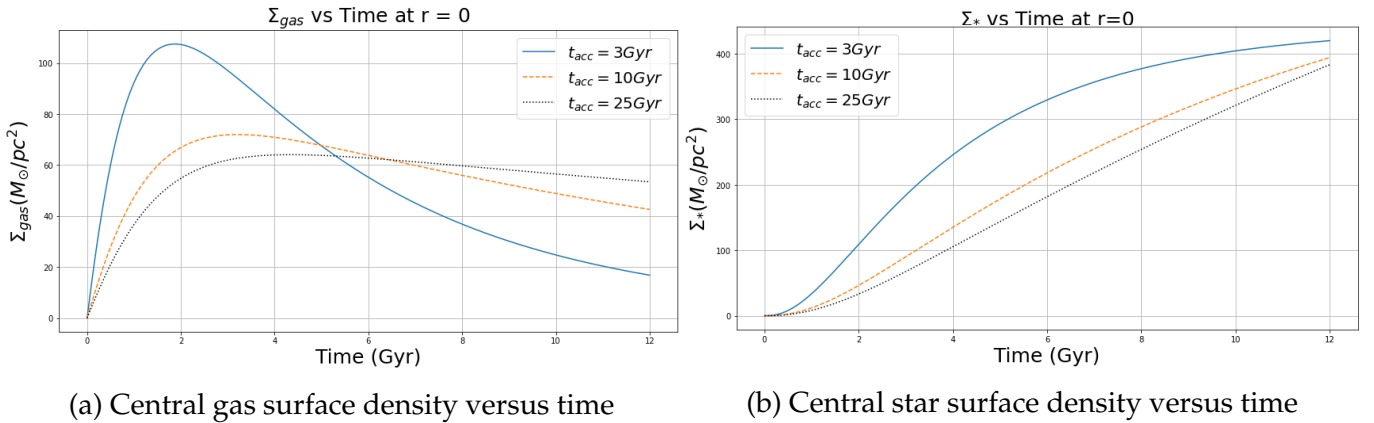 Σgas vs Time at r = 0
Σgas(M⊙/pc²)
100
80
60
40
20
0
tacc = 3Gyr
tacc = 10Gyr
tacc = 25Gyr
0 2 4 6 8 10 12
Time (Gyr)
(a) Central gas surface density versus time
Σ* vs Time at r=0
Σ*(M⊙/pc²)
400
300
200
100
0
tacc = 3Gyr
tacc = 10Gyr
tacc = 25Gyr
0 2 4 6 8 10 12
Time (Gyr)
(b) Central star surface density versus time